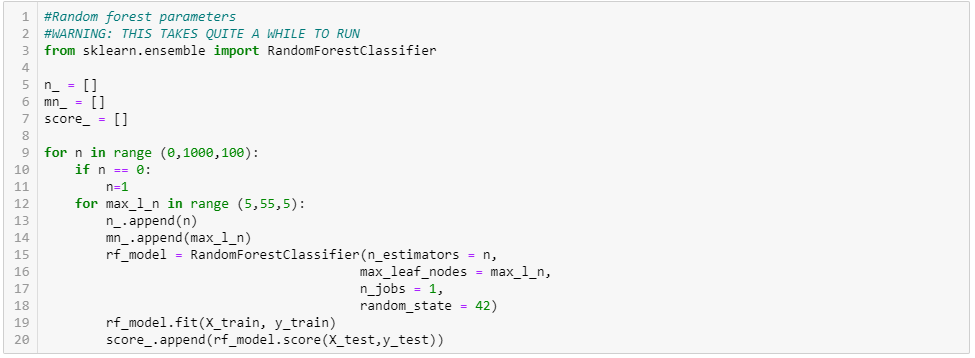 1 #Random forest parameters
2 #WARNING: THIS TAKES QUITE A WHILE TO RUN
3 from sklearn.ensemble import RandomForestClassifier
4
5 n_ = []
6 mn_ = []
7 score_ = []
8
9 for n in range (0,1000,100):
10     if n == 0:
11         n=1
12     for max_l_n in range (5,55,5):
13         n_.append(n)
14         mn_.append(max_l_n)
15         rf_model = RandomForestClassifier(n_estimators = n,
16                                          max_leaf_nodes = max_l_n,
17                                          n_jobs = 1,
18                                          random_state = 42)
19         rf_model.fit(X_train, y_train)
20         score_.append(rf_model.score(X_test,y_test))